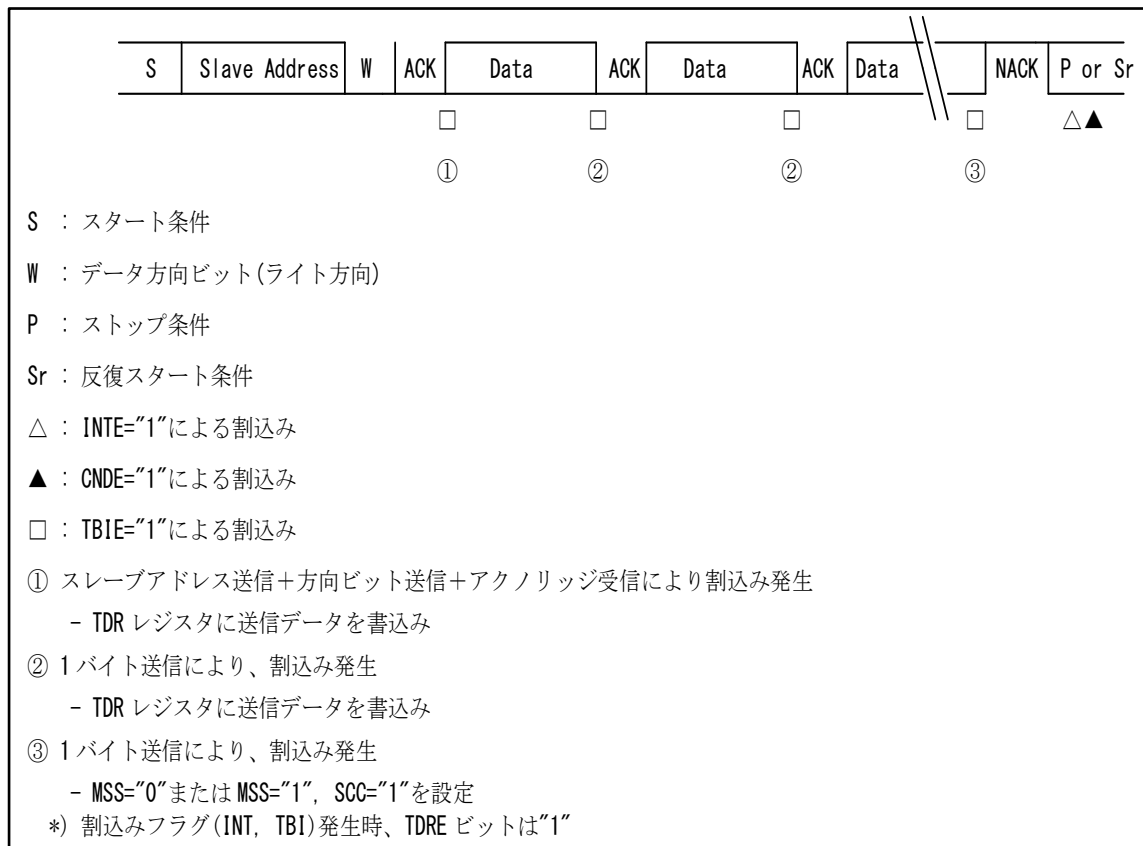 S Slave Address W ACK Data ACK Data ACK Data NACK P or Sr
□ □ □ □ △▲
① ② ② ③
S : スタート条件
W : データ方向ビット(ライト方向)
P : ストップ条件
Sr : 反復スタート条件
△ : INTE="1"による割込み
▲ : CNDE="1"による割込み
□ : TBIE="1"による割込み
① スレーブアドレス送信＋方向ビット送信＋アクノリッジ受信により割込み発生
- TDR レジスタに送信データを書込み
② 1 バイト送信により、割込み発生
- TDR レジスタに送信データを書込み
③ 1 バイト送信により、割込み発生
- MSS="0"または MSS="1", SCC="1"を設定
*) 割込みフラグ(INT, TBI)発生時、TDRE ビットは"1"